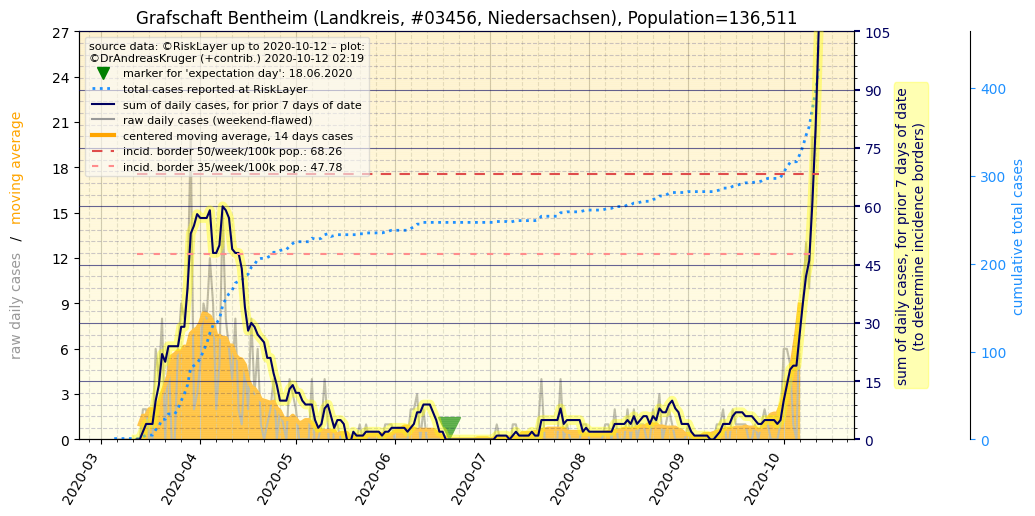 Grafschaft Bentheim (Landkreis, #03456, Niedersachsen), Population=136,511
source data: ©RiskLayer up to 2020-10-12 – plot:
©DrAndreasKruger (+contrib.) 2020-10-12 02:19
marker for 'expectation day': 18.06.2020
total cases reported at RiskLayer
sum of daily cases, for prior 7 days of date
raw daily cases (weekend-flawed)
centered moving average, 14 days cases
incid. border 50/week/100k pop.: 68.26
incid. border 35/week/100k pop.: 47.78
raw daily cases / moving average
27
24
21
18
15
12
9
6
3
0
2020-03
2020-04
2020-05
2020-06
2020-07
2020-08
2020-09
2020-10
105
90
75
60
45
30
15
0
sum of daily cases, for prior 7 days of date
(to determine incidence borders)
400
300
200
100
0
cumulative total cases